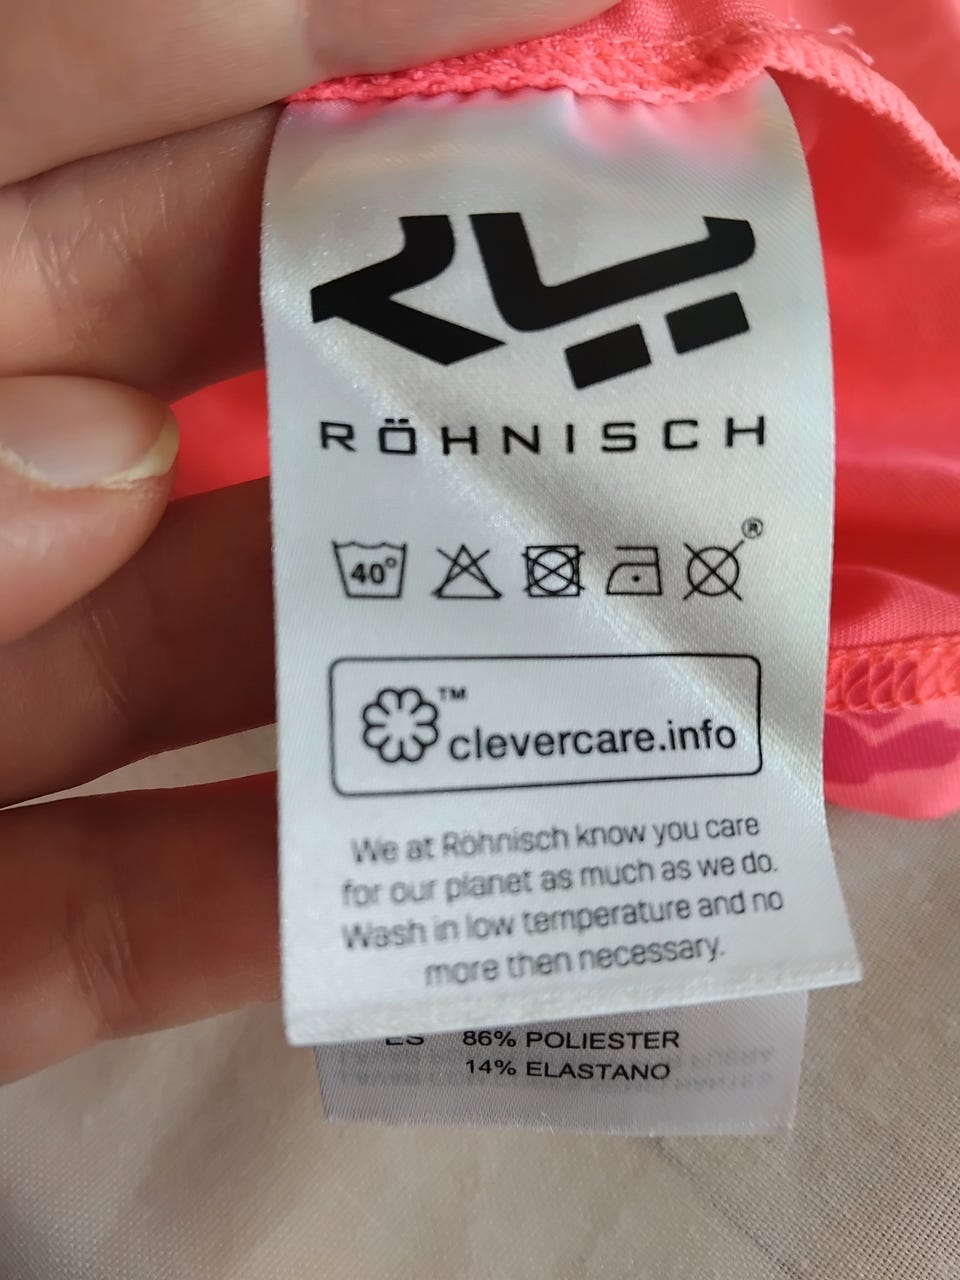 RÖHNISCH
40°
®
TM
clevercare.info
We at Röhnisch know you care
for our planet as much as we do.
Wash in low temperature and no
more then necessary.
ES 86% POLIESTER
14% ELASTANO